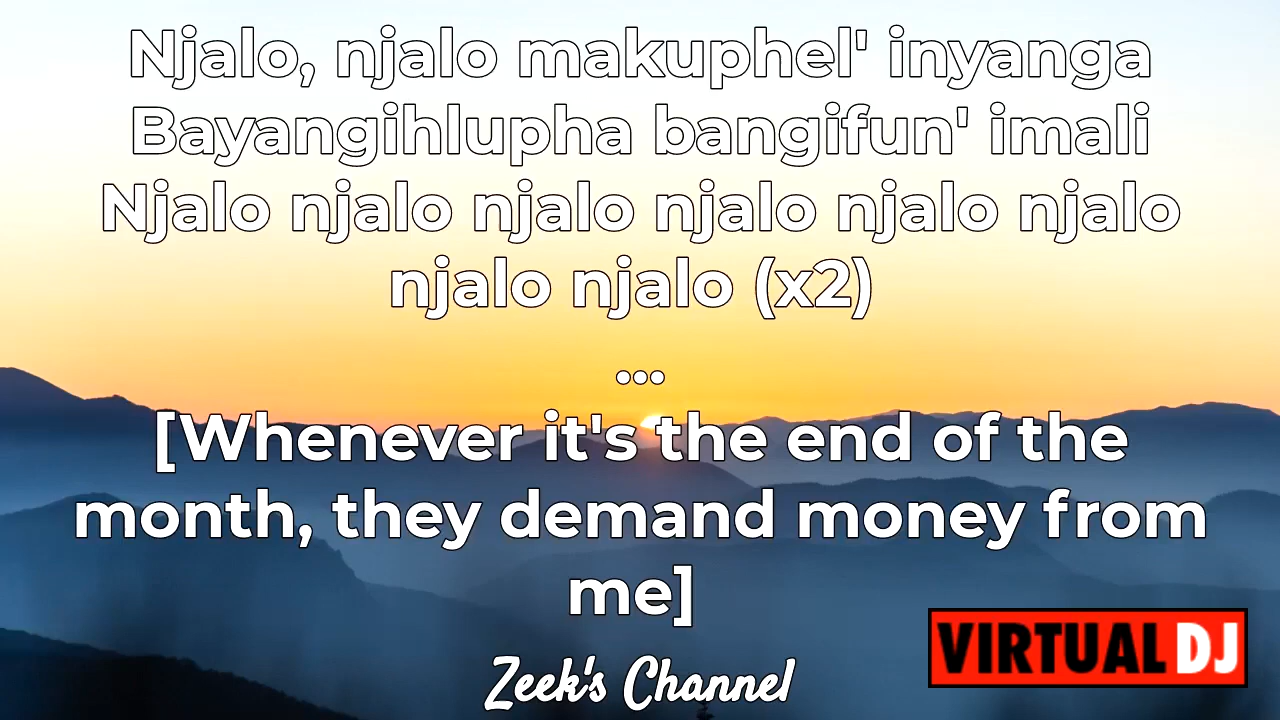 Njalo, njalo makuphel' inyanga
Bayangihlupha bangifun' imali
Njalo njalo njalo njalo njalo njalo
njalo njalo (x2)
...
[Whenever it's the end of the
month, they demand money from
me]
Zeek's Channel
VIRTUAL DJ